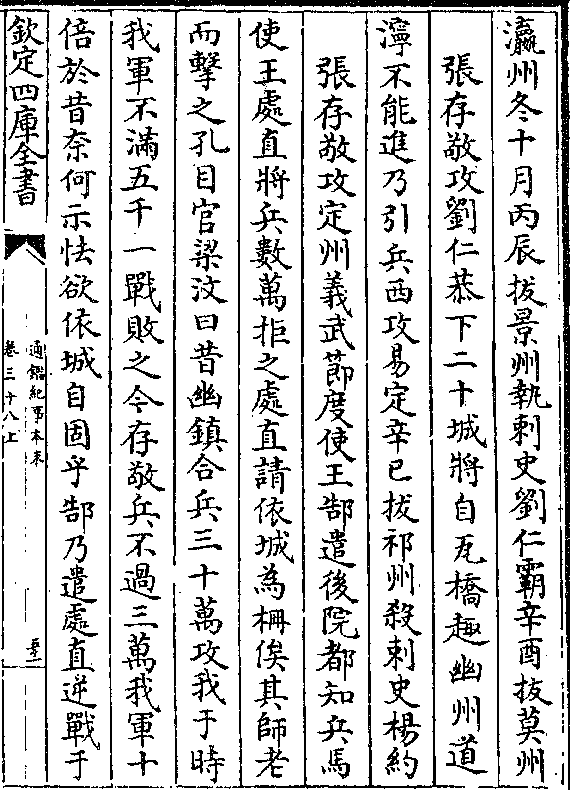 瀛州冬十月丙辰拔景州執刺史劉仁霸辛酉拔莫州
張存敬攻劉仁恭下二十城將自瓦橋趣幽州道
濘不能進乃引兵西攻易定辛巳拔祁州殺刺史楊約
張存敬攻定州義武節度使王郜遣後院都知兵馬
使王處直將兵數萬拒之處直請依城為柵俟其師老
而擊之孔目官梁汶曰昔幽鎮合兵三十萬攻我于時
我軍不滿五千一戰敗之今存敬兵不過三萬我軍十
倍於昔奈何示怯欲依城自固乎郜乃遣處直逆戰于
欽定四庫全書
通鑑紀事本末
卷三十八上